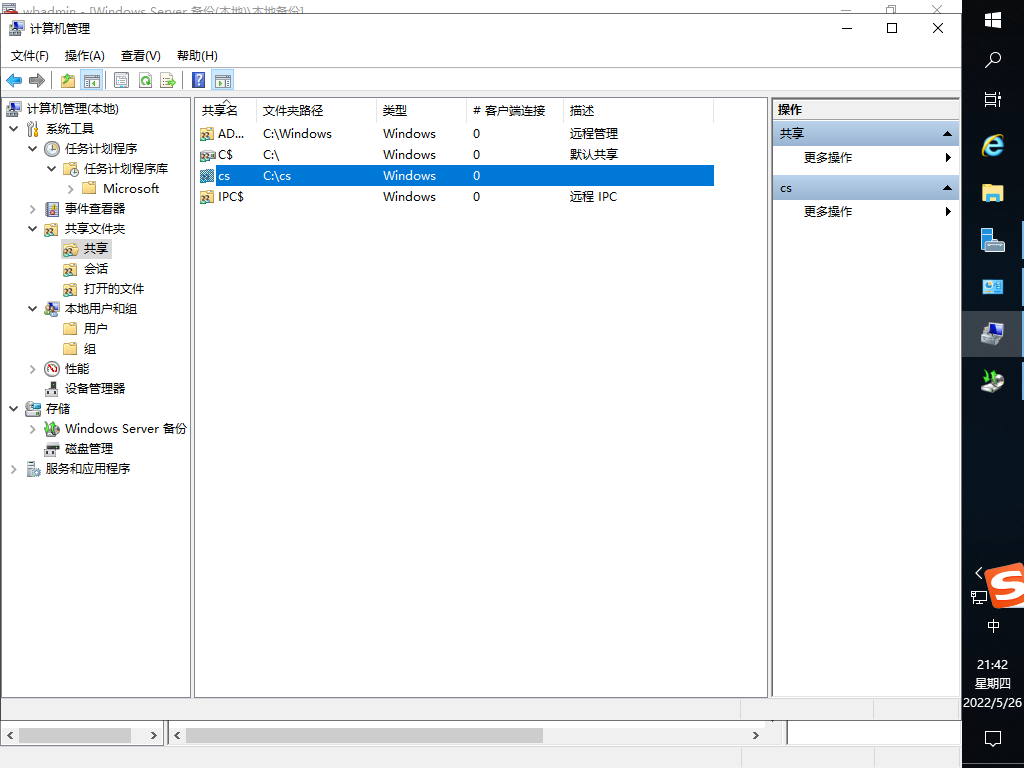 whadmin - [Windows Server 备份(本地)\本地备份]
计算机管理
文件(F) 操作(A) 查看(V) 帮助(H)
计算机管理(本地)
系统工具
任务计划程序
任务计划程序库
Microsoft
事件查看器
共享文件夹
共享
会话
打开的文件
本地用户和组
用户
组
性能
设备管理器
存储
Windows Server 备份
磁盘管理
服务和应用程序
共享名 文件夹路径 类型 # 客户端连接 描述
AD... C:\Windows Windows 0 远程管理
C$ C:\ Windows 0 默认共享
cs C:\cs Windows 0
IPC$ Windows 0 远程 IPC
操作
共享
更多操作
cs
更多操作
中
21:42
星期四
2022/5/26